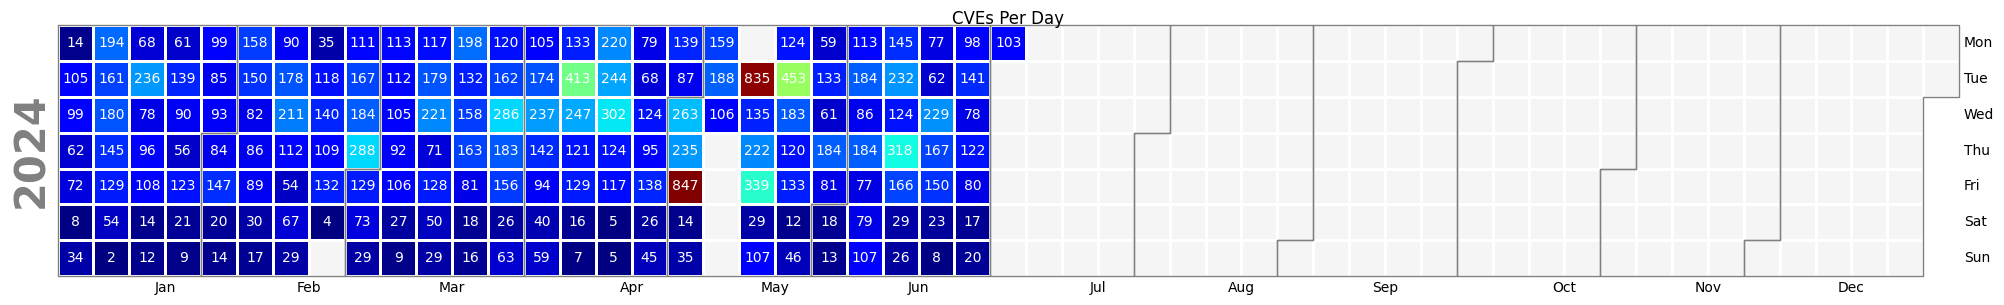 CVEs Per Day
14 194 68 61 99 158 90 35 111 113 117 198 120 105 133 220 79 139 159 124 59 113 145 77 98 103 Mon
105 161 236 139 85 150 178 118 167 112 179 132 162 174 413 244 68 87 188 835 453 133 184 232 62 141 Tue
99 180 78 90 93 82 211 140 184 105 221 158 286 237 247 302 124 263 106 135 183 61 86 124 229 78 Wed
62 145 96 56 84 86 112 109 288 92 71 163 183 142 121 124 95 235 222 120 184 184 318 167 122 Thu
72 129 108 123 147 89 54 132 129 106 128 81 156 94 129 117 138 847 339 133 81 77 166 150 80 Fri
8 54 14 21 20 30 67 4 73 27 50 18 26 40 16 5 26 14 29 12 18 79 29 23 17 Sat
34 2 12 9 14 17 29 29 9 29 16 63 59 7 5 45 35 107 46 13 107 26 8 20 Sun
2024
Jan Feb Mar Apr May Jun Jul Aug Sep Oct Nov Dec